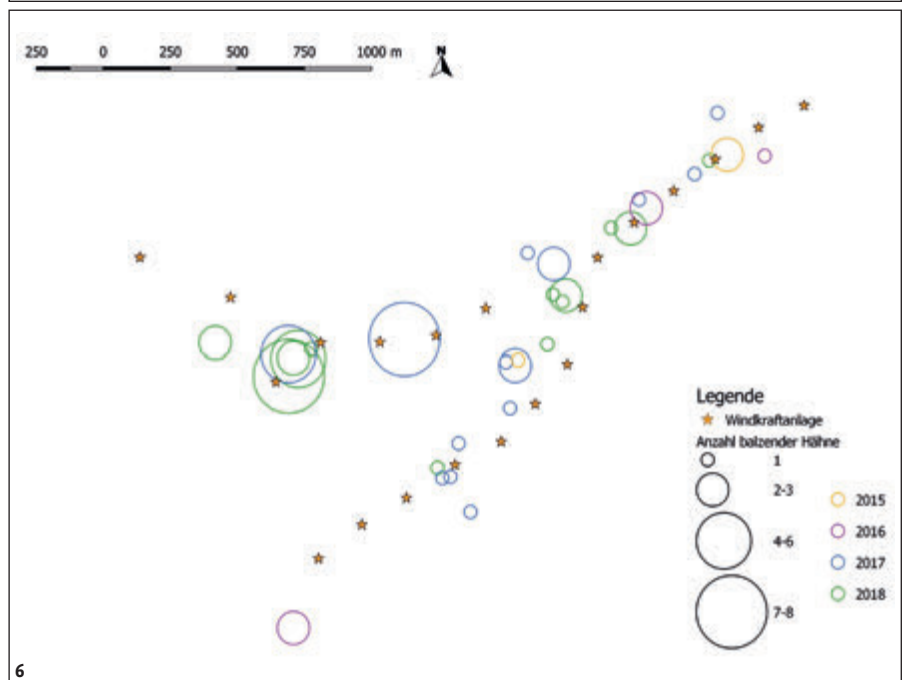 250 0 250 500 750 1000 m
N
Legende
Windkraftanlage
Anzahl balzender Hähne
1
2-3
4-6
7-8
2015
2016
2017
2018
6